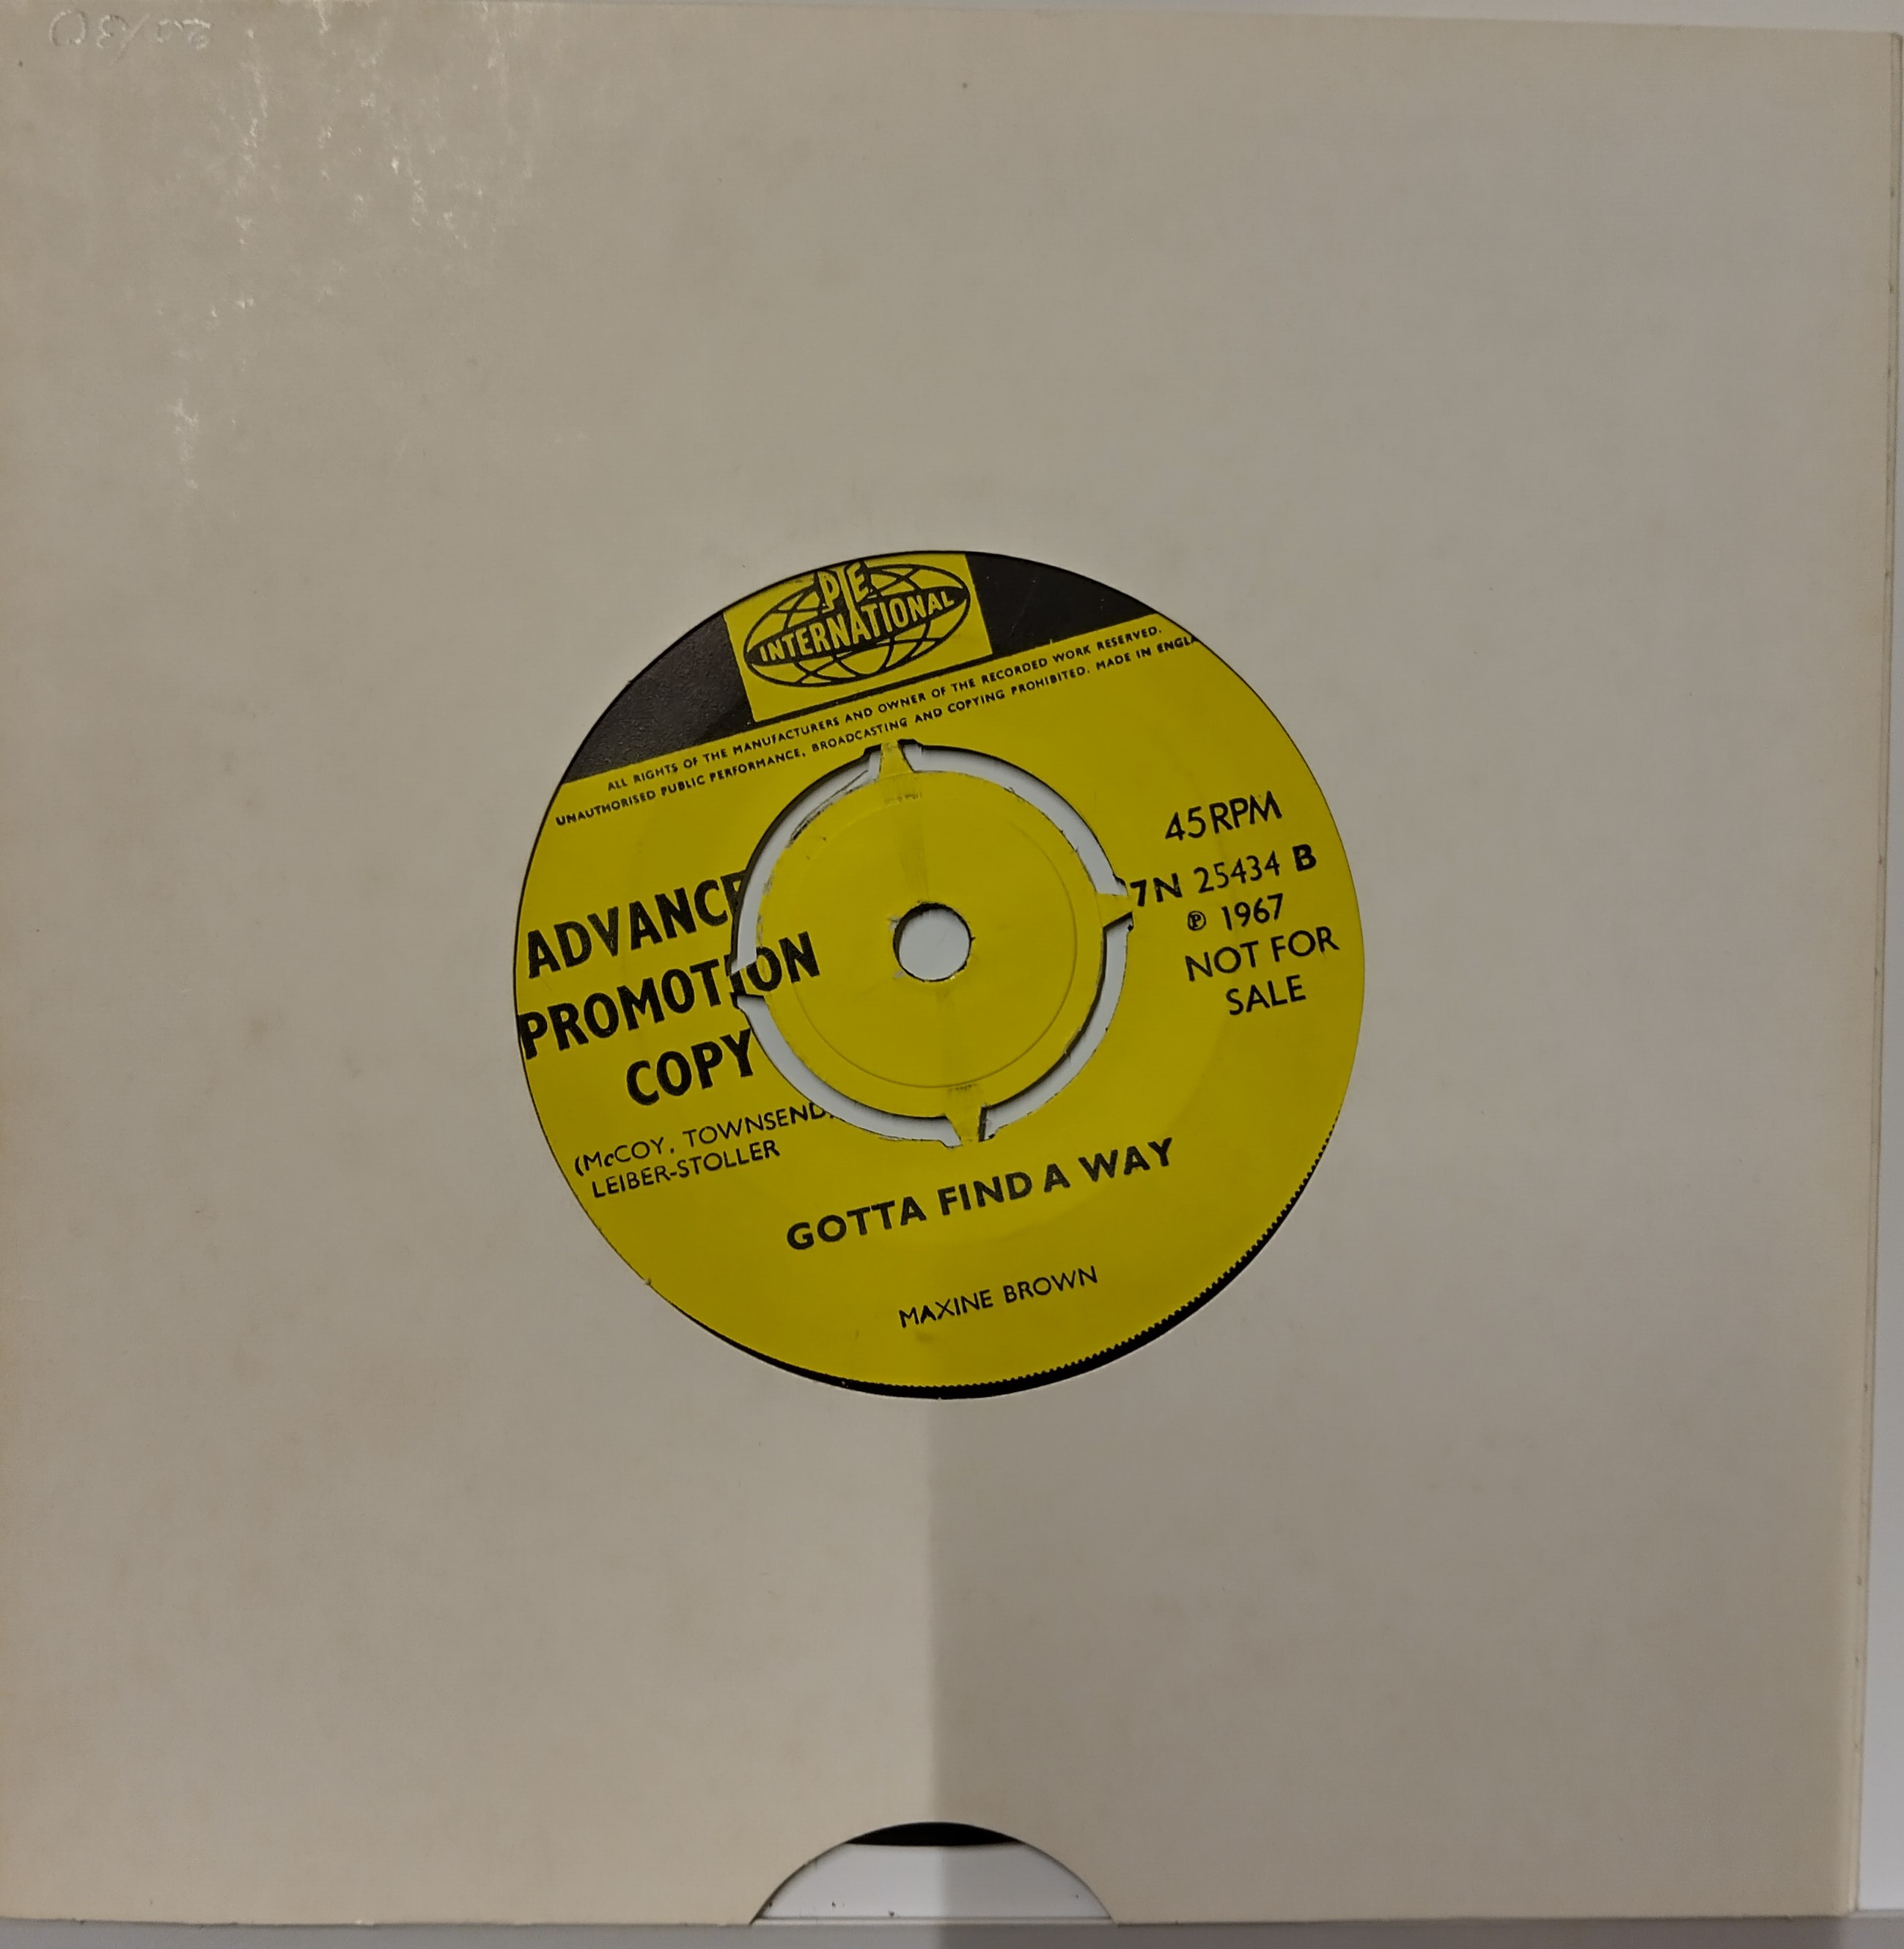 PYE
INTERNATIONAL
ALL RIGHTS OF THE MANUFACTURERS AND OWNER OF THE RECORDED WORK RESERVED.
UNAUTHORISED PUBLIC PERFORMANCE, BROADCASTING AND COPYING PROHIBITED. MADE IN ENGLA
45 RPM
7N 25434 B
℗ 1967
NOT FOR
SALE
ADVANCE
PROMOTION
COPY
(McCOY, TOWNSEND,
LEIBER-STOLLER
GOTTA FIND A WAY
MAXINE BROWN